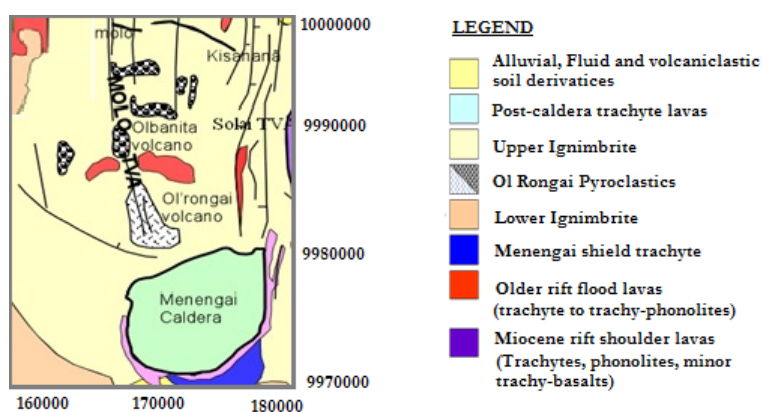 molo
Kisanana
MOLO TVA
Olbanita
volcano
Solai TVA
Ol'rongai
volcano
Menengai
Caldera
10000000
9990000
9980000
9970000
160000
170000
180000
LEGEND
Alluvial, Fluid and volcaniclastic
soil derivatices
Post-caldera trachyte lavas
Upper Ignimbrite
Ol Rongai Pyroclastics
Lower Ignimbrite
Menengai shield trachyte
Older rift flood lavas
(trachyte to trachy-phonolites)
Miocene rift shoulder lavas
(Trachytes, phonolites, minor
trachy-basalts)